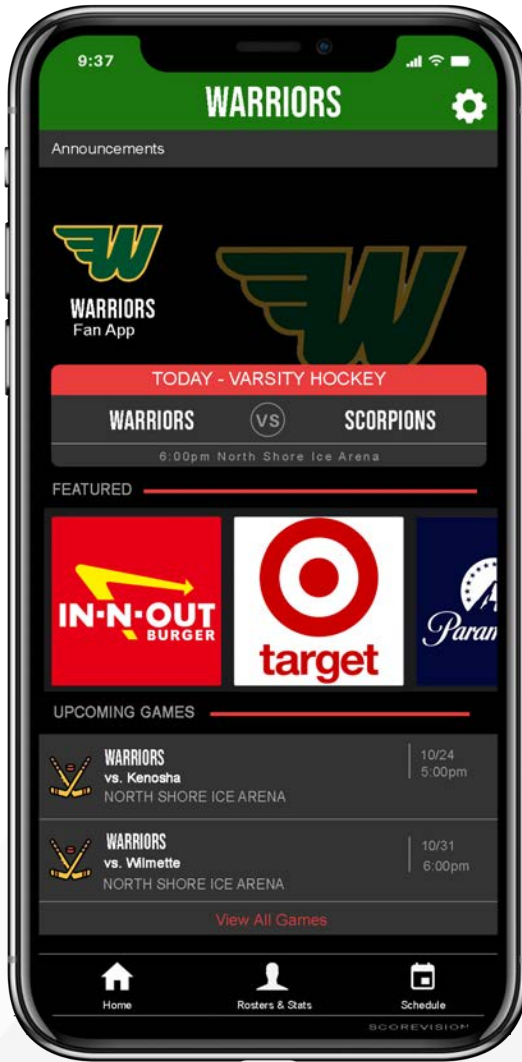 9:37
WARRIORS
Announcements
WARRIORS
Fan App
TODAY - VARSITY HOCKEY
WARRIORS VS SCORPIONS
6:00pm North Shore Ice Arena
FEATURED
IN-N-OUT
BURGER
target
Param
UPCOMING GAMES
WARRIORS
vs. Kenosha
NORTH SHORE ICE ARENA
10/24
5:00pm
WARRIORS
vs. Wilmette
NORTH SHORE ICE ARENA
10/31
6:00pm
View All Games
Home Rosters & Stats Schedule
SCOREVISION